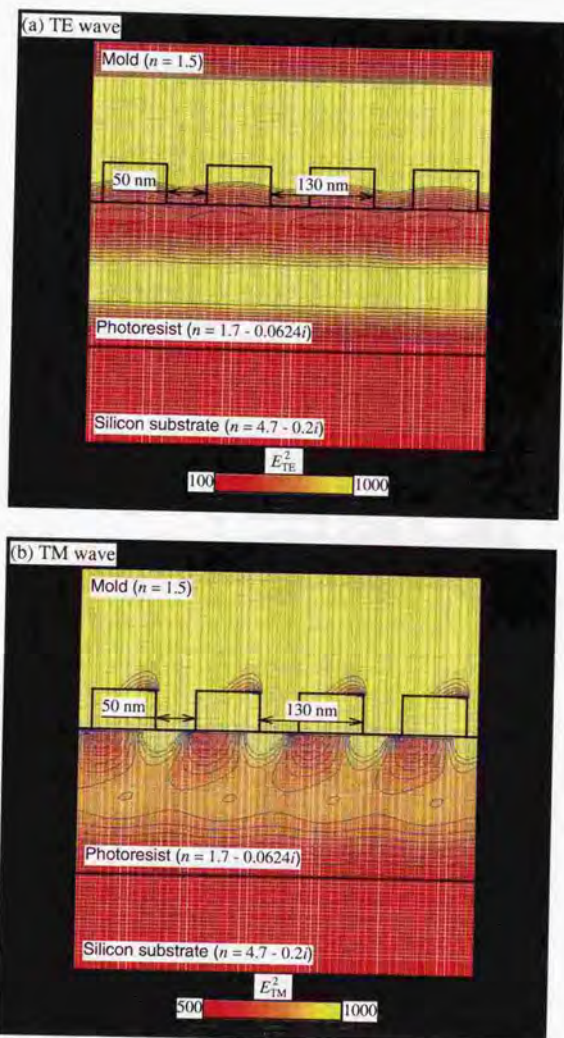 (a) TE wave
Mold (n = 1.5)
50 nm
130 nm
Photoresist (n = 1.7 - 0.0624i)
Silicon substrate (n = 4.7 - 0.2i)
E²TE
100
1000
(b) TM wave
Mold (n = 1.5)
50 nm
130 nm
Photoresist (n = 1.7 - 0.0624i)
Silicon substrate (n = 4.7 - 0.2i)
E²TM
500
1000